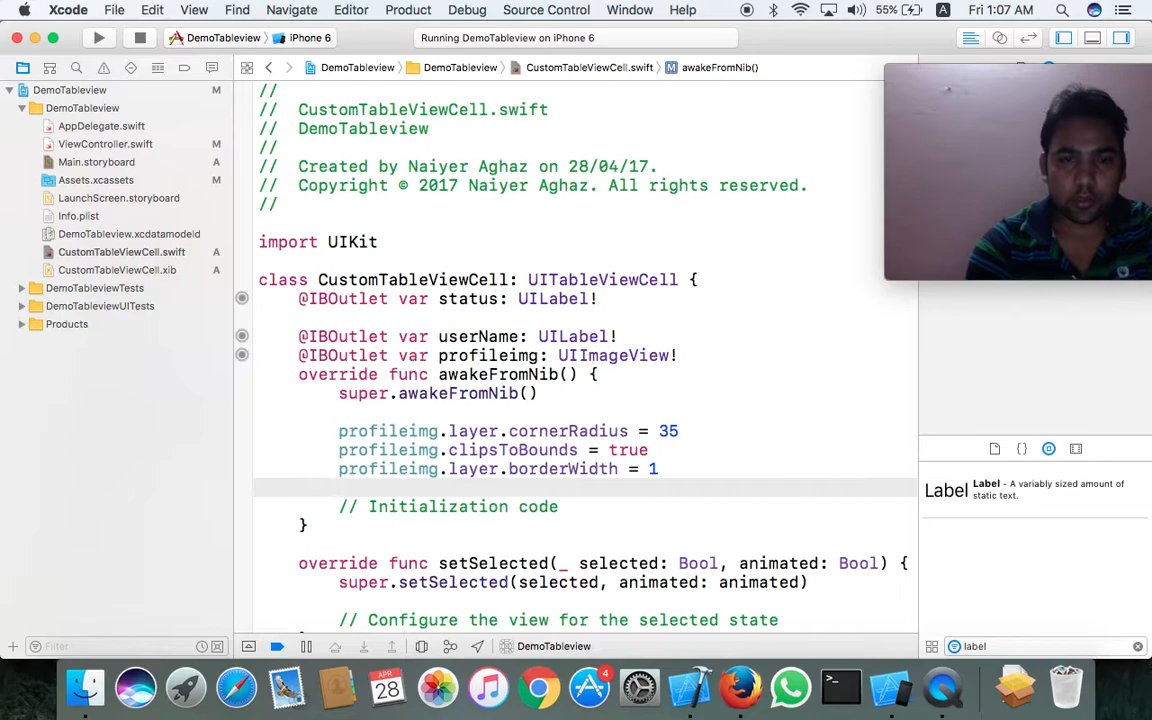 Xcode File Edit View Find Navigate Editor Product Debug Source Control Window Help 55% A Fri 1:07 AM
DemoTableview iPhone 6
Running DemoTableview on iPhone 6
DemoTableview DemoTableview CustomTableViewCell.swift M awakeFromNib()
DemoTableview M
DemoTableview
AppDelegate.swift
ViewController.swift M
Main.storyboard A
Assets.xcassets M
LaunchScreen.storyboard
Info.plist
DemoTableview.xcdatamodeld
CustomTableViewCell.swift A
CustomTableViewCell.xib A
DemoTableviewTests
DemoTableviewUITests
Products
Filter
//
// CustomTableViewCell.swift
// DemoTableview
//
// Created by Naiyer Aghaz on 28/04/17.
// Copyright © 2017 Naiyer Aghaz. All rights reserved.
//
import UIKit
class CustomTableViewCell: UITableViewCell {
@IBOutlet var status: UILabel!
@IBOutlet var userName: UILabel!
@IBOutlet var profileimg: UIImageView!
override func awakeFromNib() {
super.awakeFromNib()
profileimg.layer.cornerRadius = 35
profileimg.clipsToBounds = true
profileimg.layer.borderWidth = 1
// Initialization code
}
override func setSelected(_ selected: Bool, animated: Bool) {
super.setSelected(selected, animated: animated)
// Configure the view for the selected state
DemoTableview
{ }
Label Label - A variably sized amount of
static text.
label
APR
28
4
>_